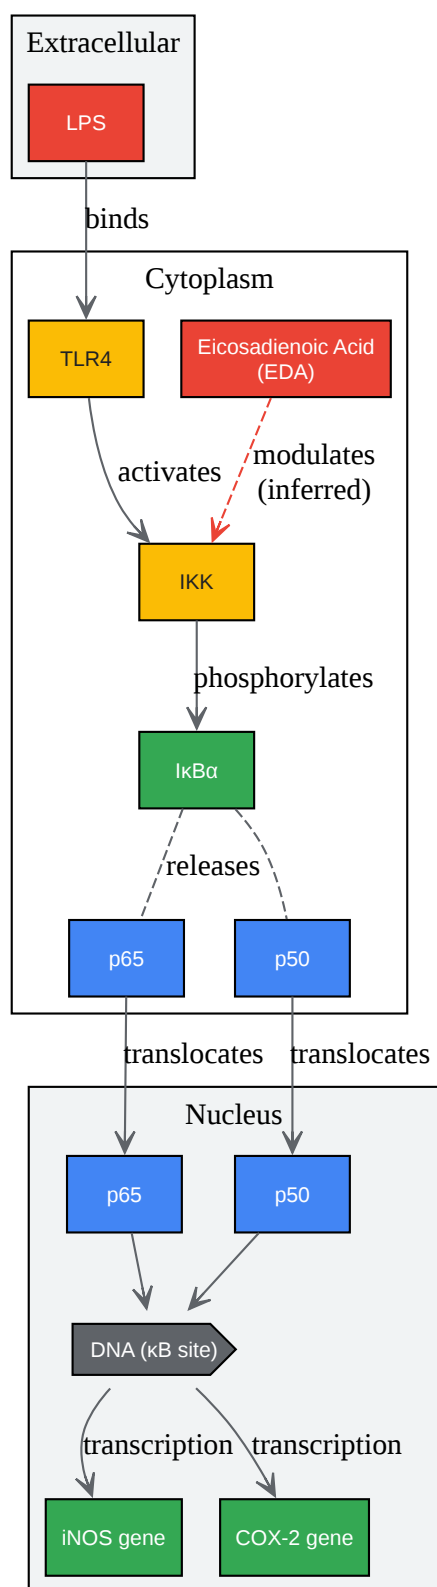 Extracellular
LPS
binds
Cytoplasm
TLR4
Eicosadienoic Acid
(EDA)
activates
modulates
(inferred)
IKK
phosphorylates
IκBα
releases
p65
p50
translocates
translocates
Nucleus
p65
p50
DNA (κB site)
transcription
transcription
iNOS gene
COX-2 gene